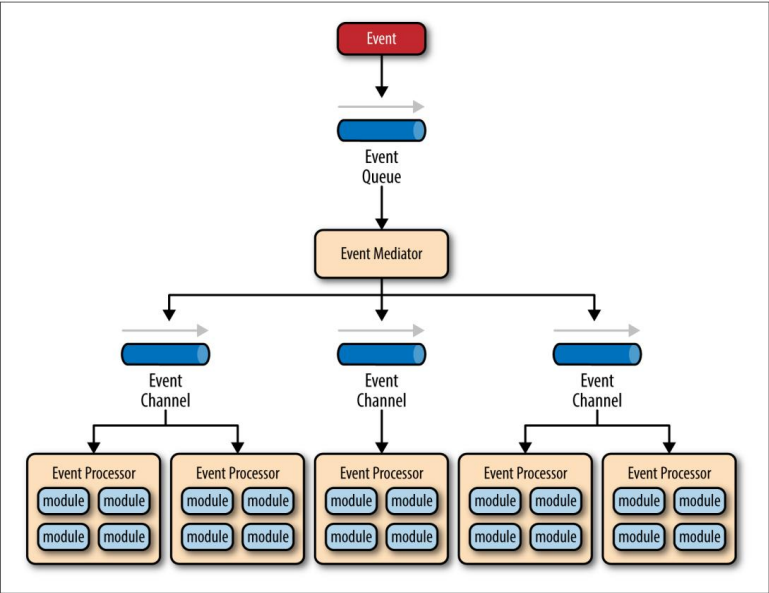 Event
Event
Queue
Event Mediator
Event
Channel
Event
Channel
Event
Channel
Event Processor
module module
module module
Event Processor
module module
module module
Event Processor
module module
module module
Event Processor
module module
module module
Event Processor
module module
module module